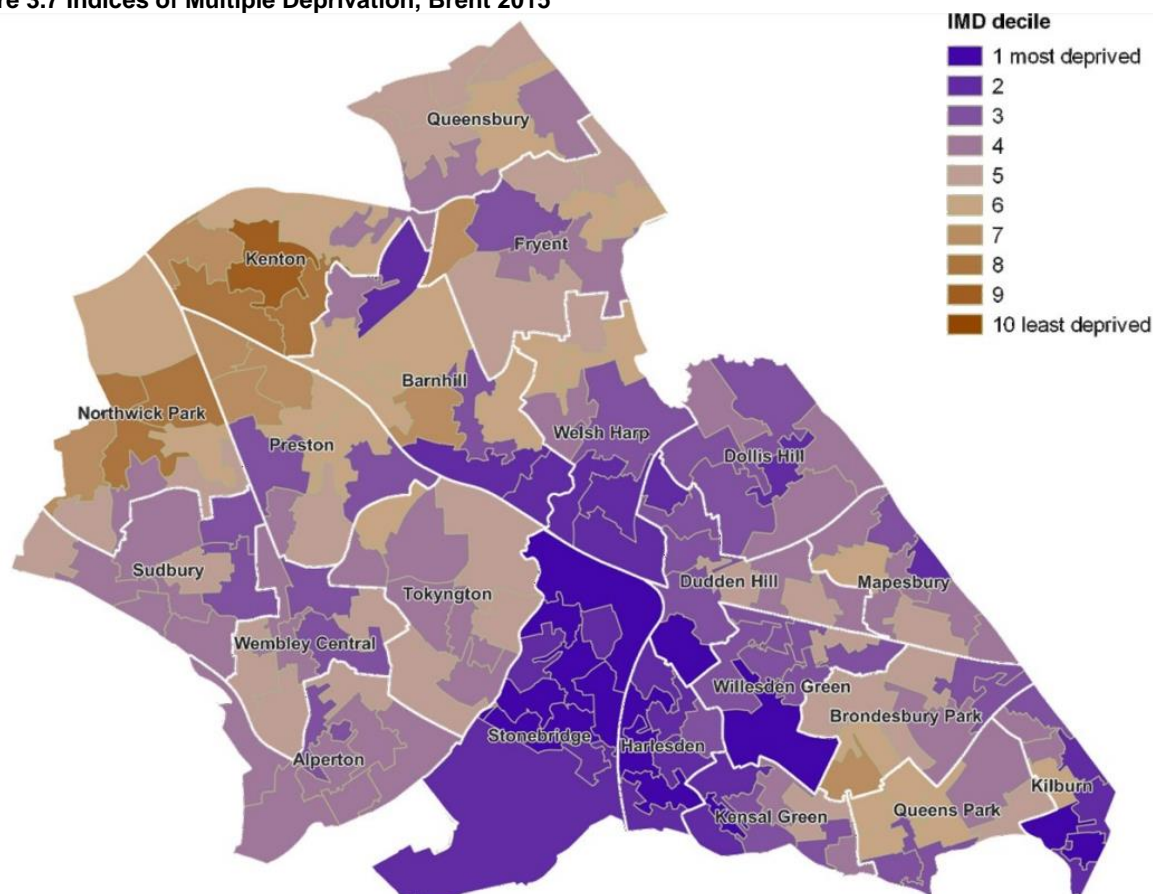 re 3.7 Indices of Multiple Deprivation, Brent 2015
IMD decile
1 most deprived
2
3
4
5
6
7
8
9
10 least deprived
Queensbury
Kenton
Fryent
Northwick Park
Barnhill
Preston
Welsh Harp
Dollis Hill
Sudbury
Tokyngton
Dudden Hill
Mapesbury
Wembley Central
Willesden Green
Brondesbury Park
Stonebridge
Harlesden
Alperton
Kilburn
Kensal Green
Queens Park